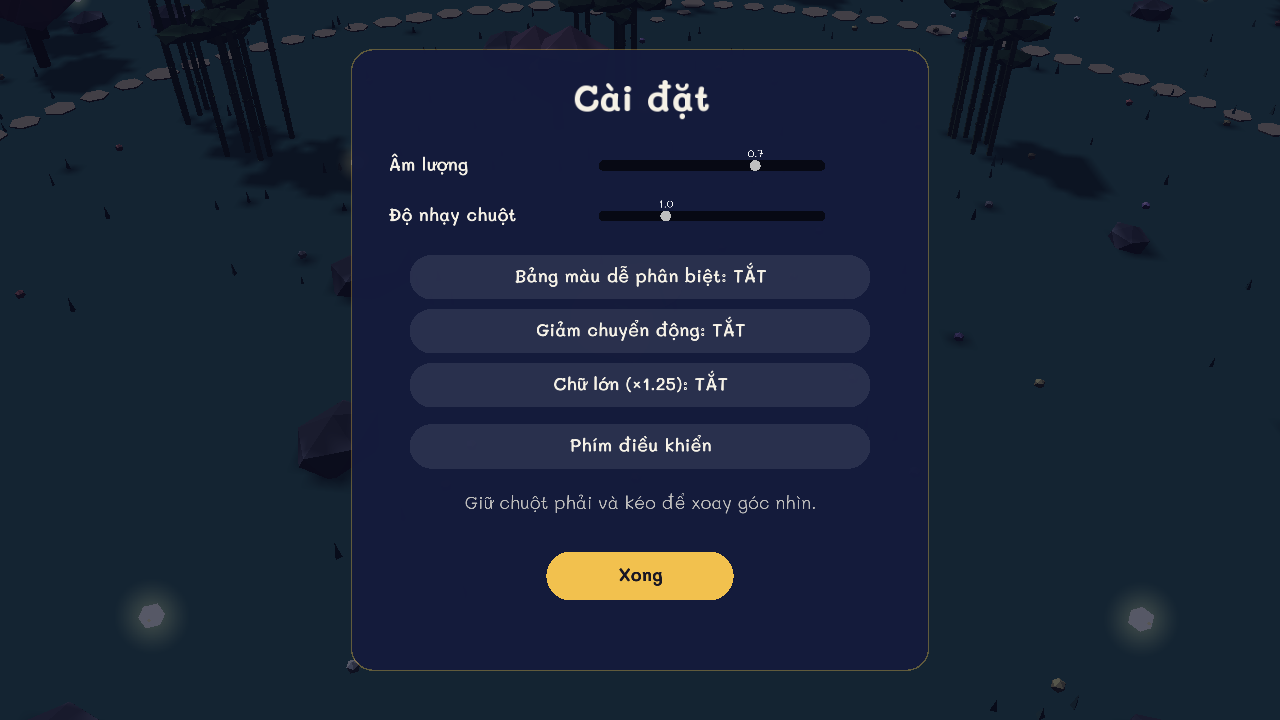 Cài đặt
Âm lượng
0.7
Độ nhạy chuột
1.0
Bảng màu dễ phân biệt: TẮT
Giảm chuyển động: TẮT
Chữ lớn (×1.25): TẮT
Phím điều khiển
Giữ chuột phải và kéo để xoay góc nhìn.
Xong